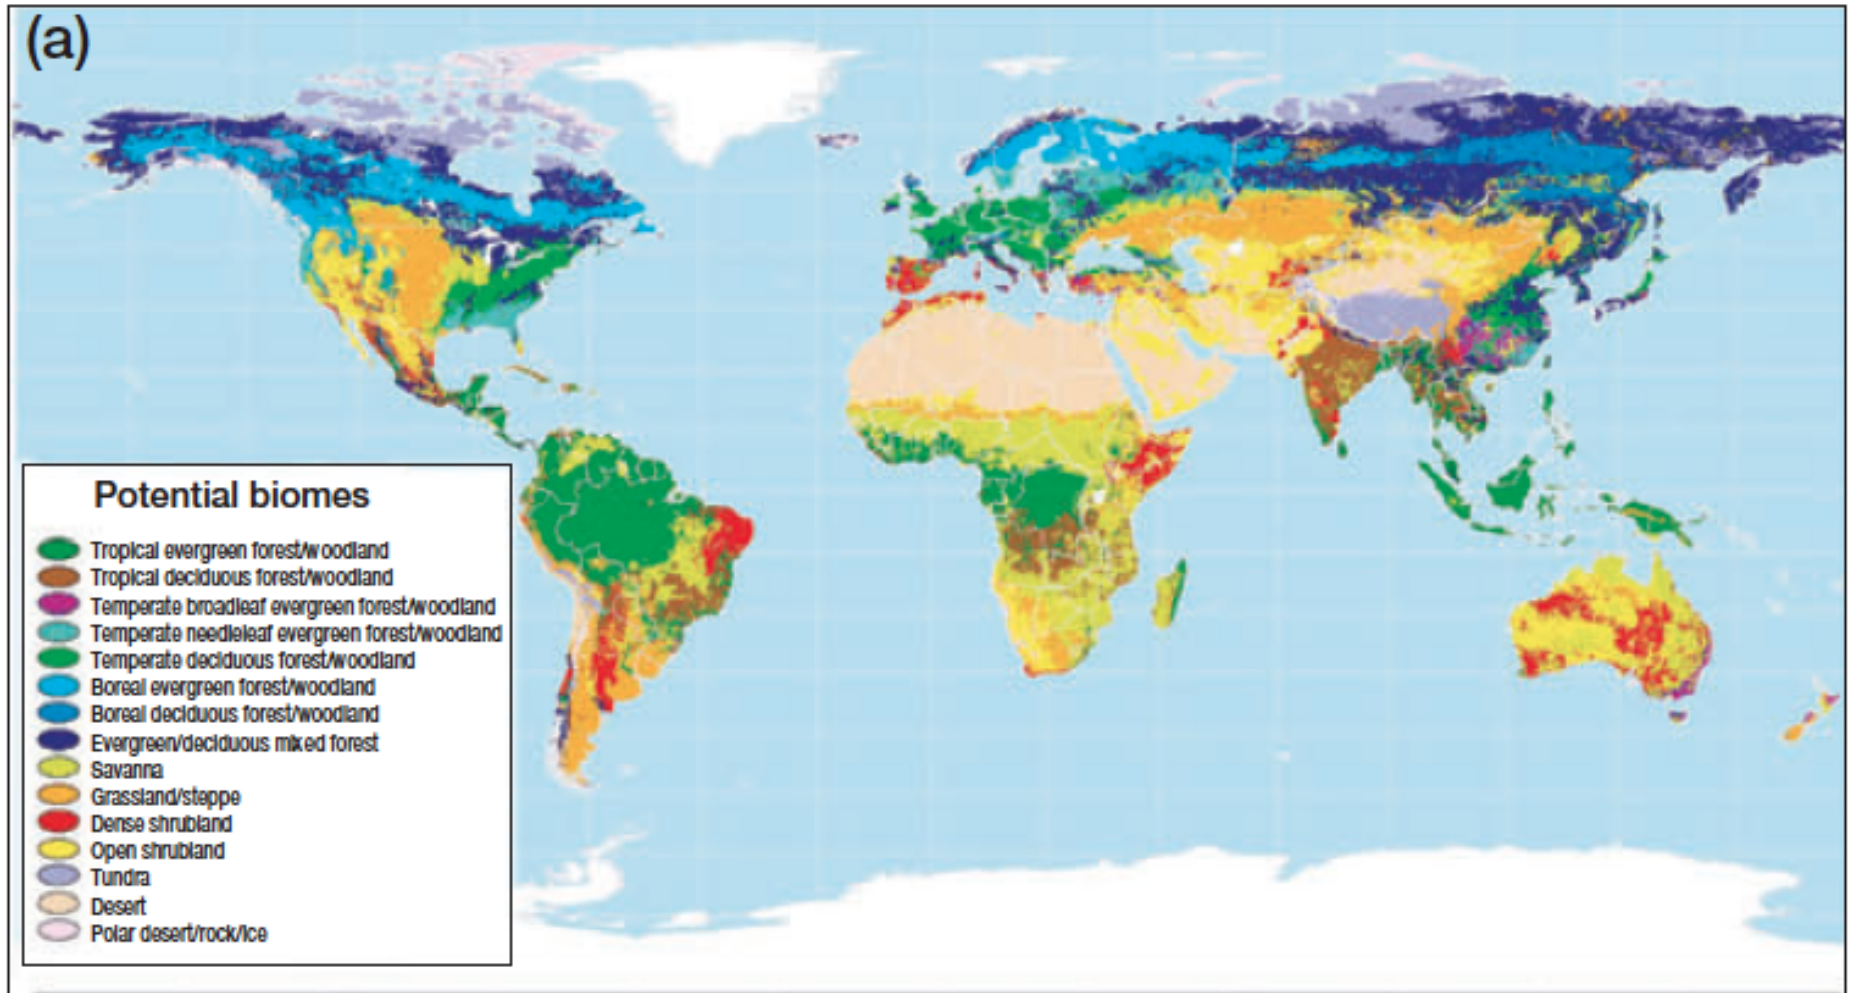 (a)
Potential biomes
Tropical evergreen forest/woodland
Tropical deciduous forest/woodland
Temperate broadleaf evergreen forest/woodland
Temperate needleleaf evergreen forest/woodland
Temperate deciduous forest/woodland
Boreal evergreen forest/woodland
Boreal deciduous forest/woodland
Evergreen/deciduous mixed forest
Savanna
Grassland/steppe
Dense shrubland
Open shrubland
Tundra
Desert
Polar desert/rock/ice